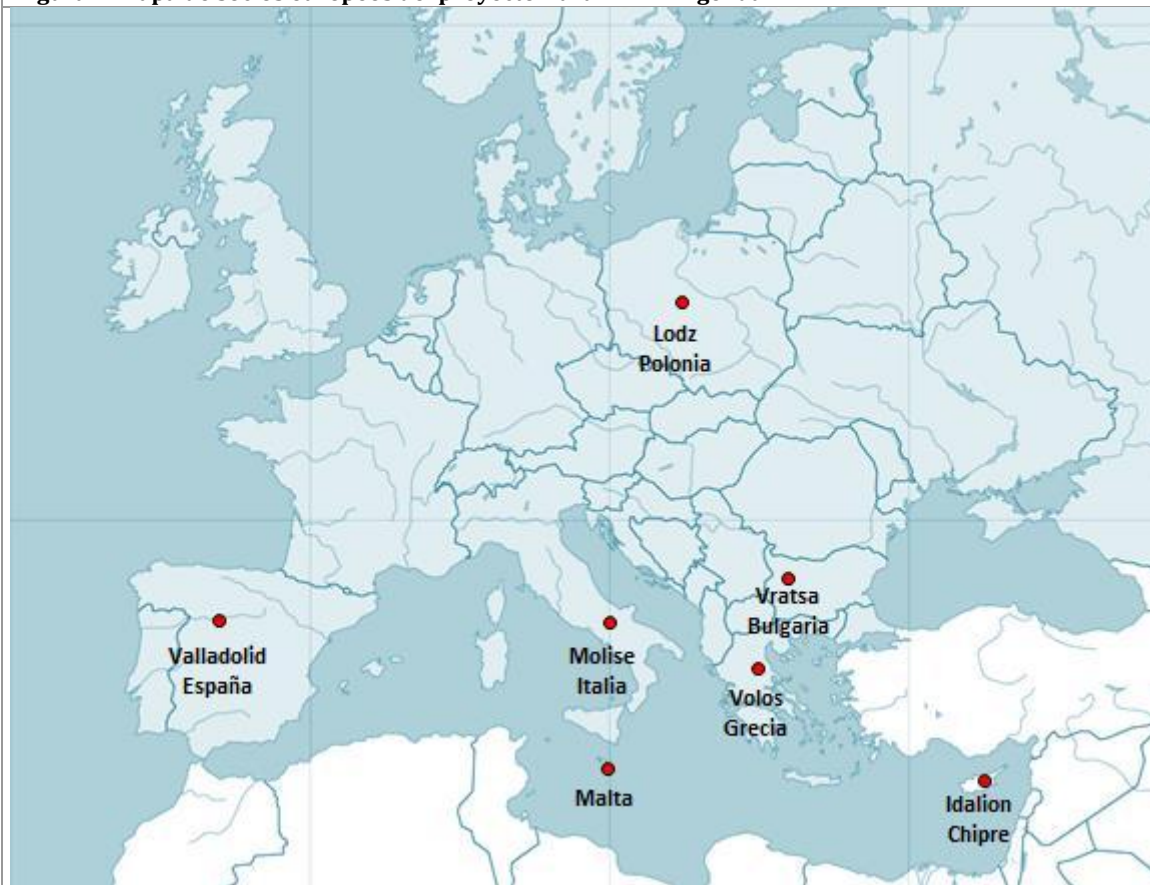 Lodz
Polonia
Vratsa
Bulgaria
Valladolid
España
Molise
Italia
Volos
Grecia
Malta
Idalion
Chipre